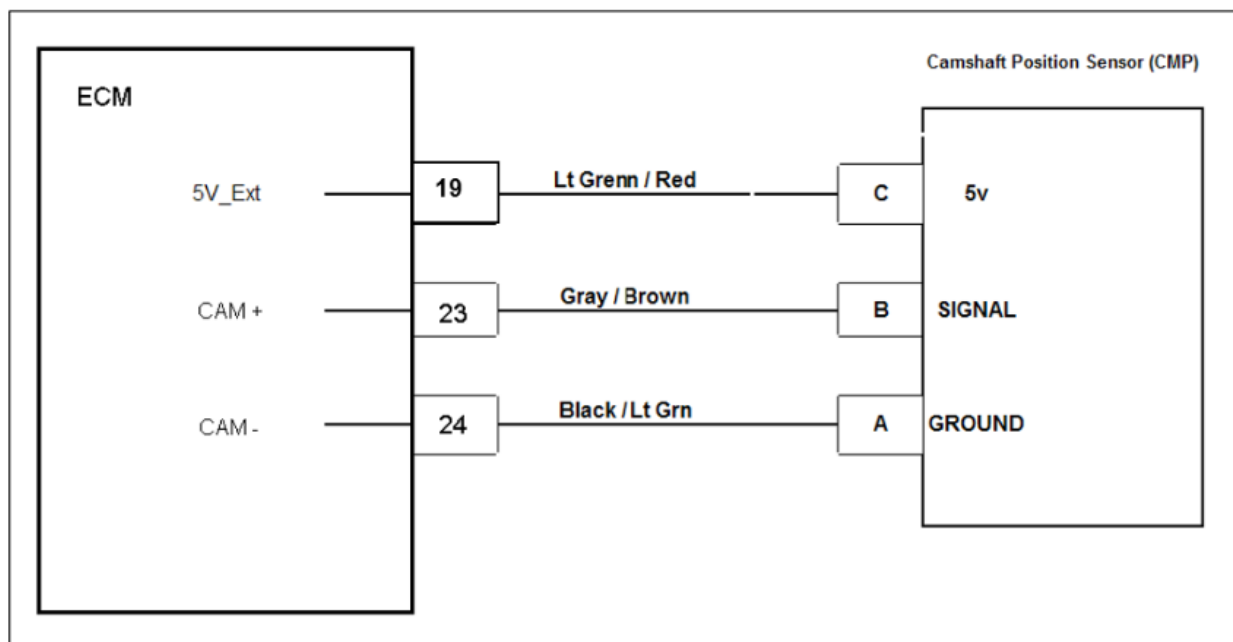 Camshaft Position Sensor (CMP)
ECM
5V_Ext
19
Lt Grenn / Red
C
5v
CAM +
23
Gray / Brown
B
SIGNAL
CAM -
24
Black / Lt Grn
A
GROUND